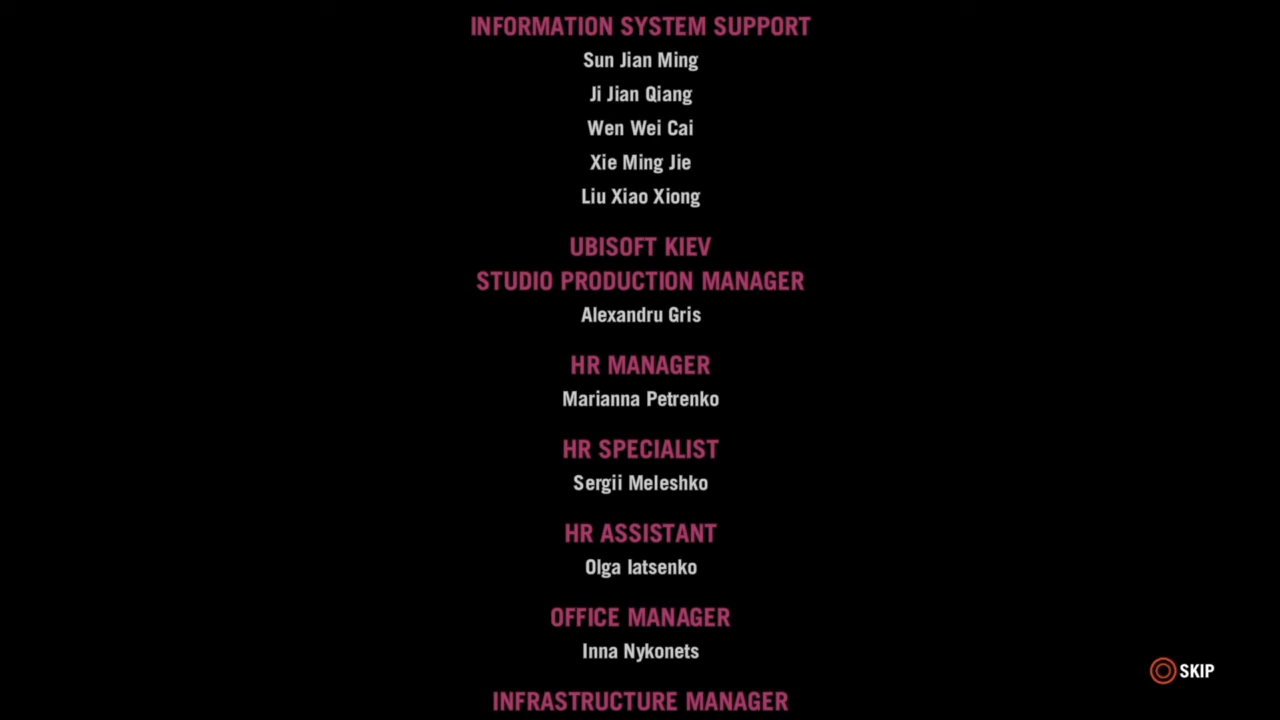 INFORMATION SYSTEM SUPPORT
Sun Jian Ming
Ji Jian Qiang
Wen Wei Cai
Xie Ming Jie
Liu Xiao Xiong
UBISOFT KIEV
STUDIO PRODUCTION MANAGER
Alexandru Gris
HR MANAGER
Marianna Petrenko
HR SPECIALIST
Sergii Meleshko
HR ASSISTANT
Olga Iatsenko
OFFICE MANAGER
Inna Nykonets
SKIP
INFRASTRUCTURE MANAGER